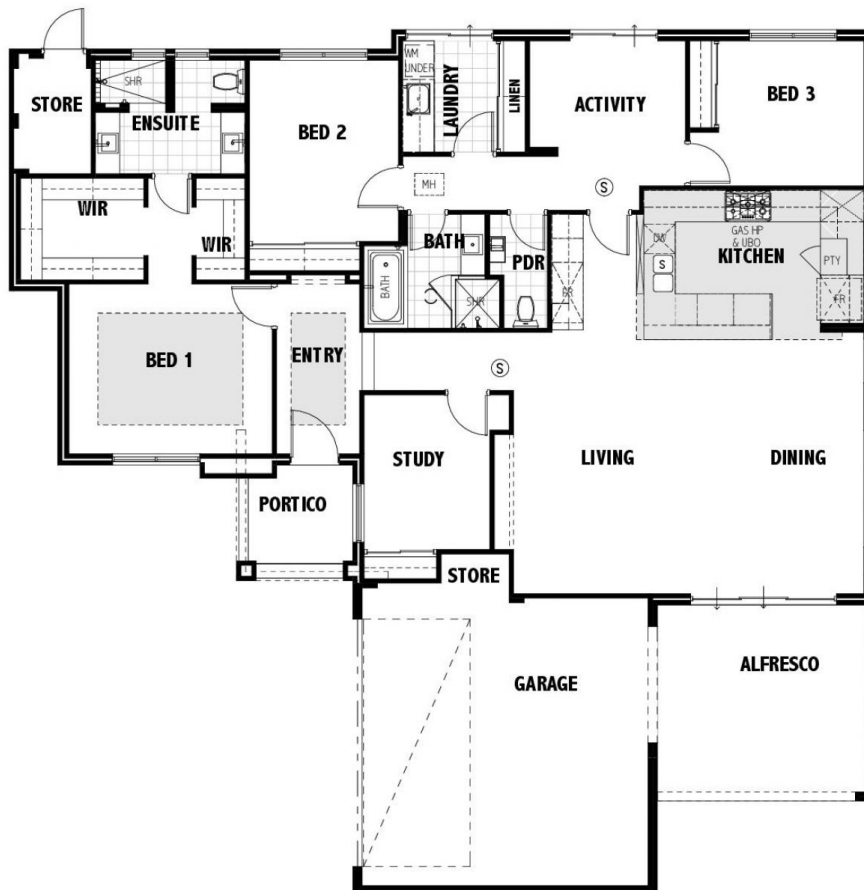 WM
UNDER
LAUNDRY
LINEN
ACTIVITY
BED 3
STORE
SHR
ENSUITE
BED 2
MH
S
WIR
WIR
BATH
PDR
DW
S
GAS HP
& UBO
KITCHEN
PTY
FR
BATH
SHR
BED 1
ENTRY
S
STUDY
LIVING
DINING
PORTICO
STORE
GARAGE
ALFRESCO